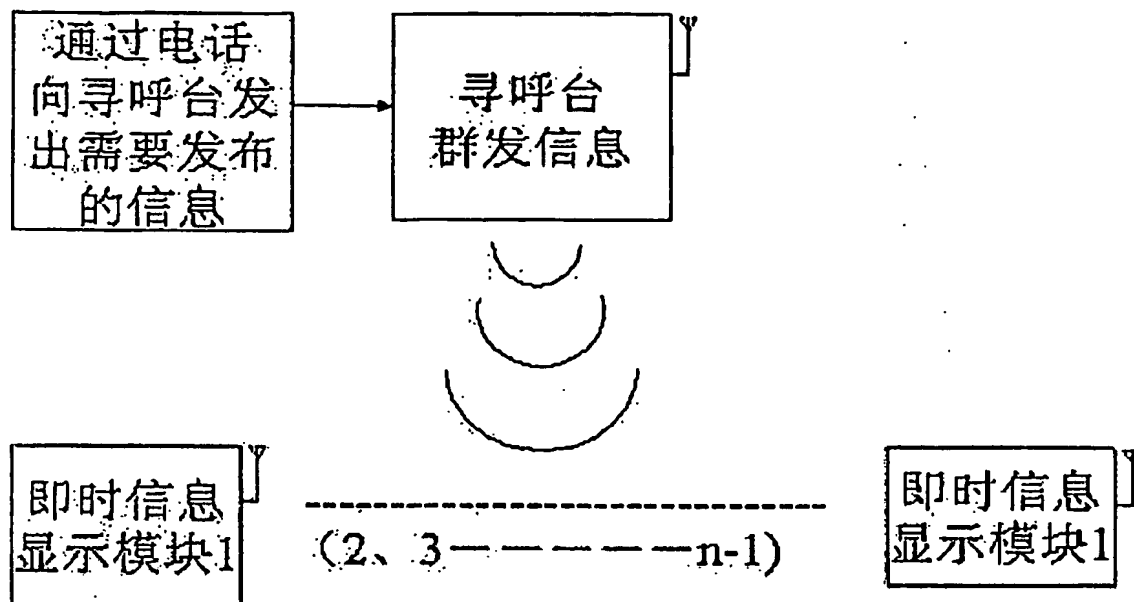 通过电话
向寻呼台发
出需要发布
的信息
寻呼台
群发信息
即时信息
显示模块1
(2、3————n-1)
即时信息
显示模块1